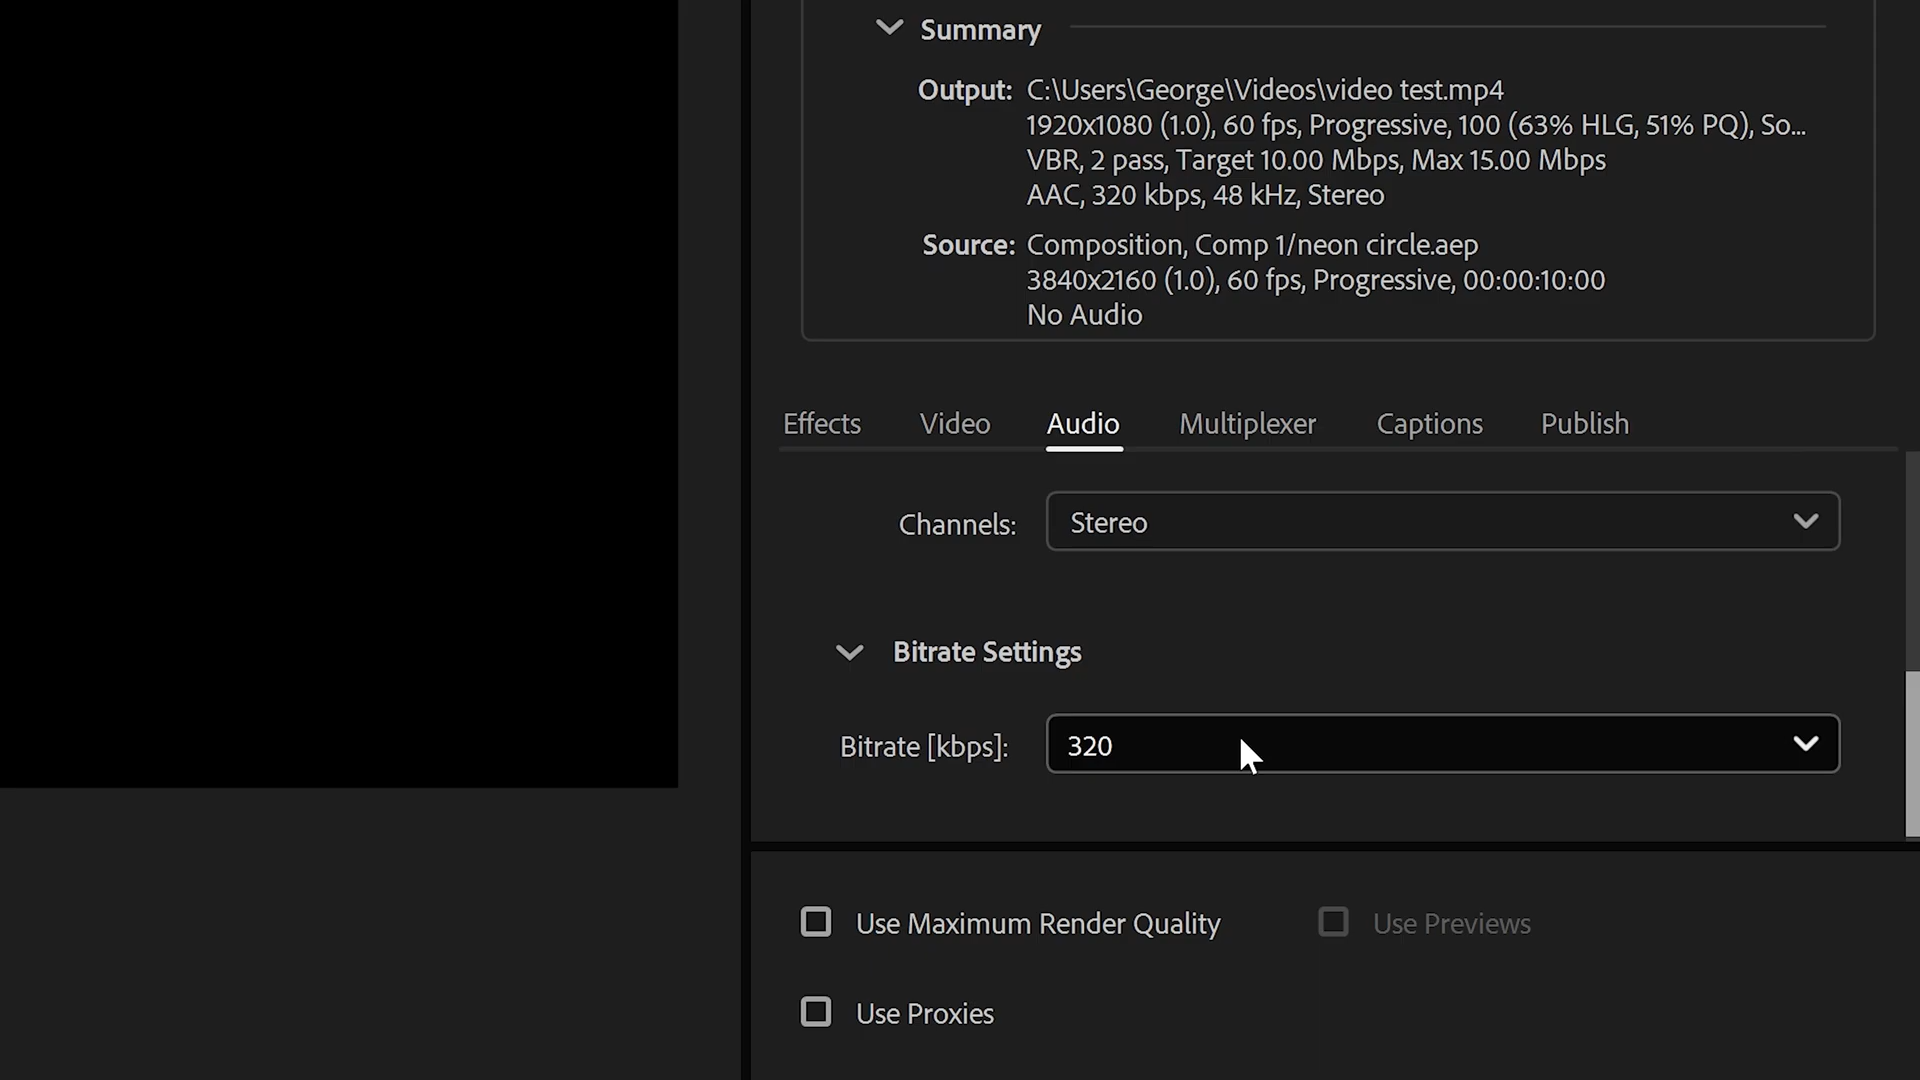 Summary
Output: C:\Users\George\Videos\video test.mp4
1920x1080 (1.0), 60 fps, Progressive, 100 (63% HLG, 51% PQ), So...
VBR, 2 pass, Target 10.00 Mbps, Max 15.00 Mbps
AAC, 320 kbps, 48 kHz, Stereo
Source: Composition, Comp 1/neon circle.aep
3840x2160 (1.0), 60 fps, Progressive, 00:00:10:00
No Audio
Effects Video Audio Multiplexer Captions Publish
Channels: Stereo
Bitrate Settings
Bitrate [kbps]: 320
Use Maximum Render Quality Use Previews
Use Proxies